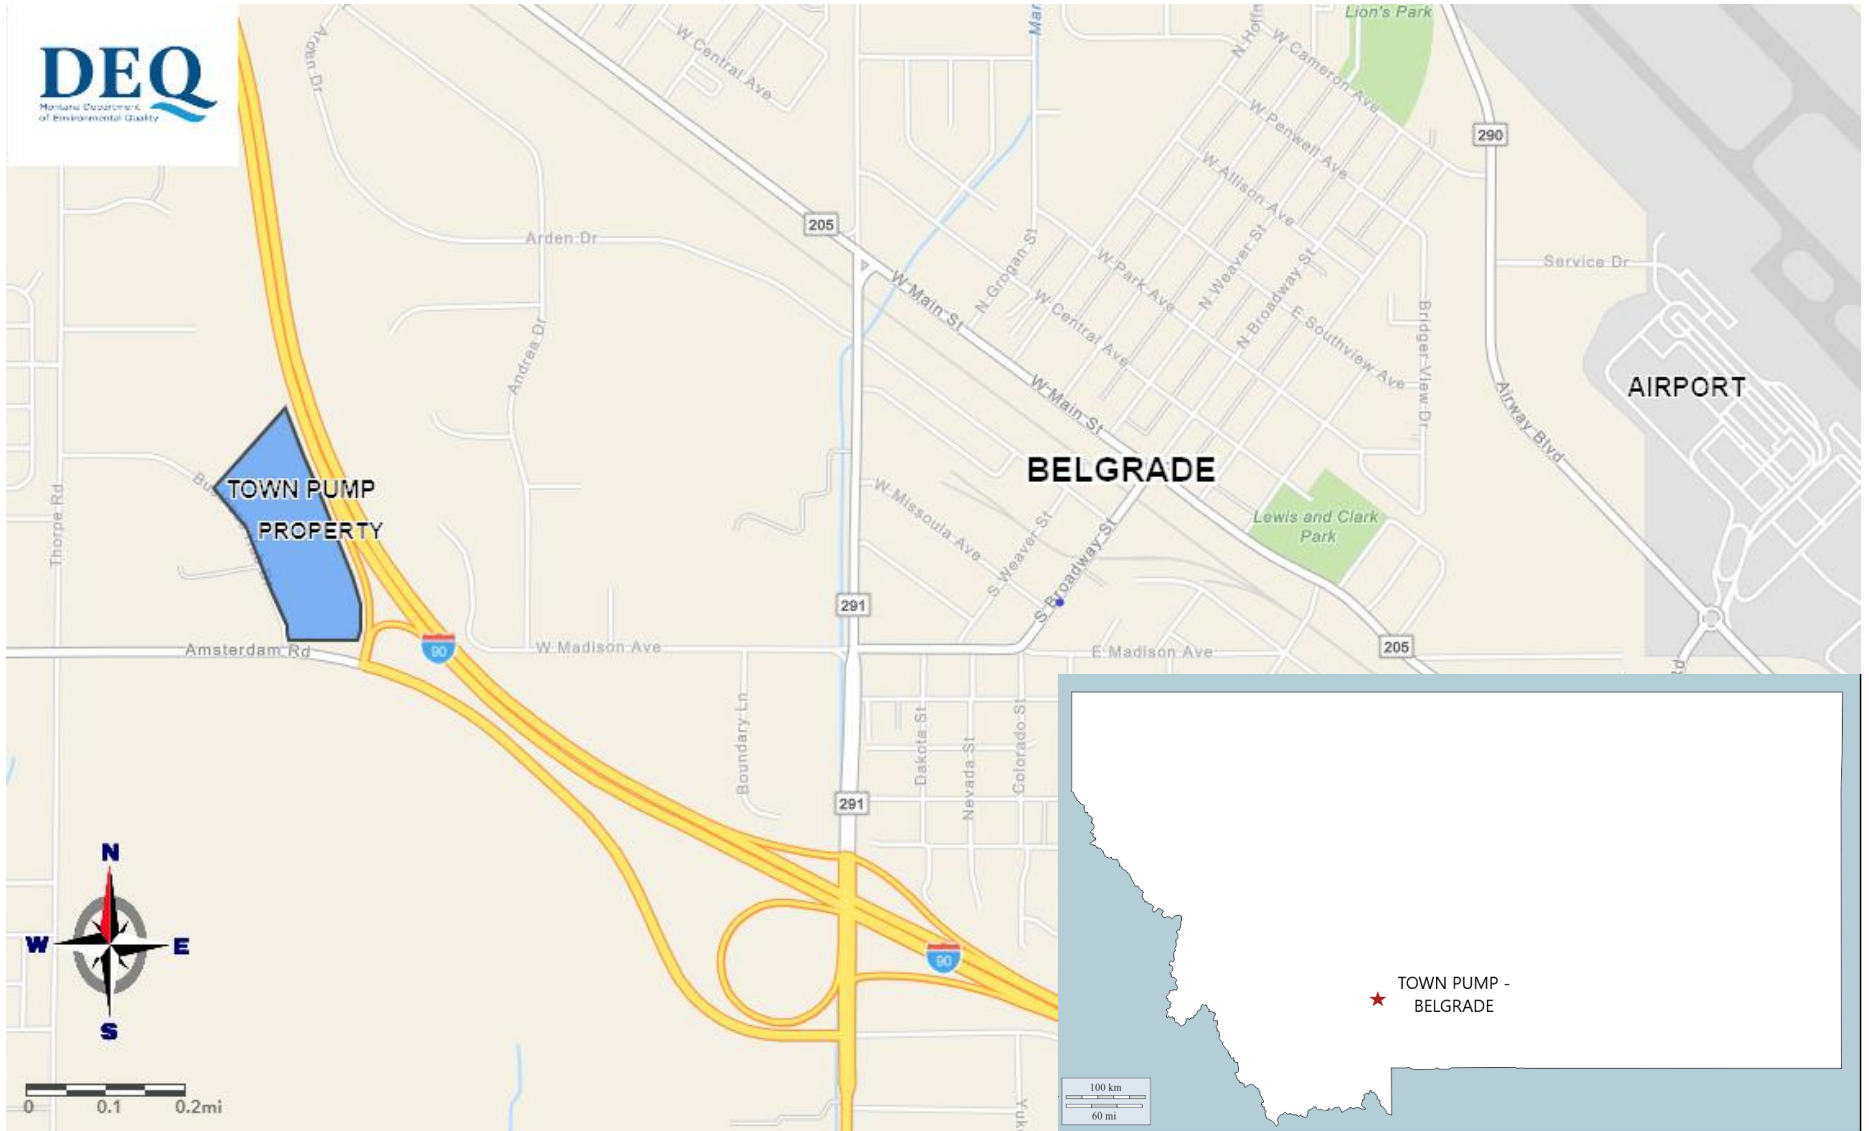 DEQ
Montana Department
of Environmental Quality
Arden Dr
W Central Ave
Lion's Park
W Cameron Ave
290
W Penwell Ave
W Allison Ave
205
Arden Dr
Service Dr
N Grogan St
W Park Ave
N Weaver St
N Broadway St
W Main St
W Central Ave
E Southview Ave
Bridger View Dr
Andrea Dr
W Main St
AIRPORT
Airway Blvd
BELGRADE
TOWN PUMP
PROPERTY
Thorpe Rd
W Missoula Ave
S Weaver St
S Broadway St
Lewis and Clark
Park
291
Amsterdam Rd
90
W Madison Ave
E Madison Ave
205
Rd
Boundary Ln
Dakota St
Nevada St
Colorado St
291
N
W
E
S
90
TOWN PUMP -
BELGRADE
100 km
60 mi
0 0.1 0.2mi